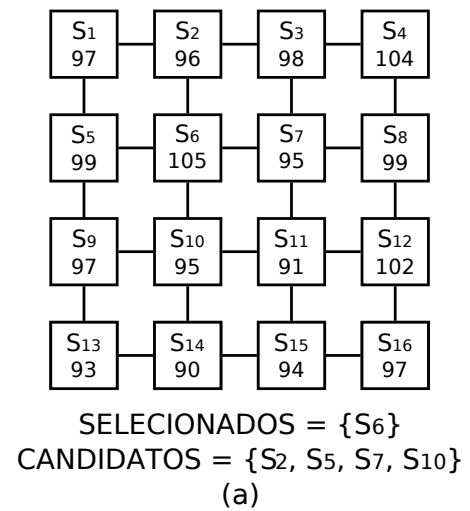 S1 S2 S3 S4
97 96 98 104
S5 S6 S7 S8
99 105 95 99
S9 S10 S11 S12
97 95 91 102
S13 S14 S15 S16
93 90 94 97
SELECIONADOS = {S6}
CANDIDATOS = {S2, S5, S7, S10}
(a)